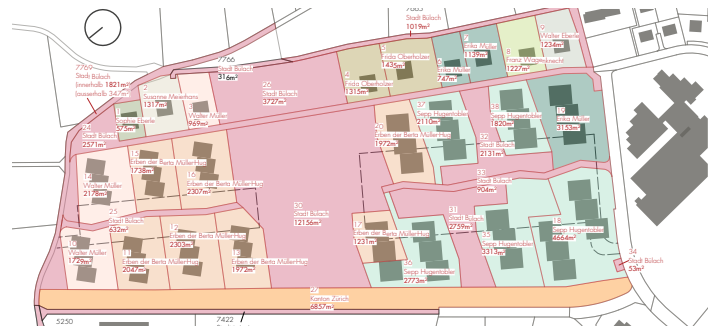 7685
Stadt Bülach
1019m²
9
Walter Eberle
1234m²
7
Erika Müller
1139m²
8
Franz Wagenknecht
1227m²
5
Frida Oberholzer
1435m²
6
Erika Müller
747m²
4
Frida Oberholzer
1315m²
7766
Stadt Bülach
316m²
7769
Stadt Bülach
(innerhalb 1821m²)
(ausserhalb 347m²)
26
Stadt Bülach
3727m²
2
Susanne Meierhans
1317m²
3
Walter Müller
969m²
1
Sophie Eberle
573m²
24
Stadt Bülach
2571m²
37
Sepp Hugentobler
2110m²
38
Sepp Hugentobler
1820m²
19
Erika Müller
3153m²
20
Erben der Berta Müller-Hug
1972m²
32
Stadt Bülach
2131m²
15
Erben der Berta Müller-Hug
1738m²
16
Erben der Berta Müller-Hug
2307m²
14
Walter Müller
2178m²
33
Stadt Bülach
904m²
30
Stadt Bülach
12156m²
31
Stadt Bülach
2759m²
25
Stadt Bülach
632m²
17
Erben der Berta Müller-Hug
1231m²
18
Sepp Hugentobler
4664m²
12
Erben der Berta Müller-Hug
2303m²
35
Sepp Hugentobler
3313m²
10
Walter Müller
1729m²
11
Erben der Berta Müller-Hug
2047m²
13
Erben der Berta Müller-Hug
1972m²
36
Sepp Hugentobler
2773m²
34
Stadt Bülach
53m²
Kanton Zürich
6857m²
5250
7422